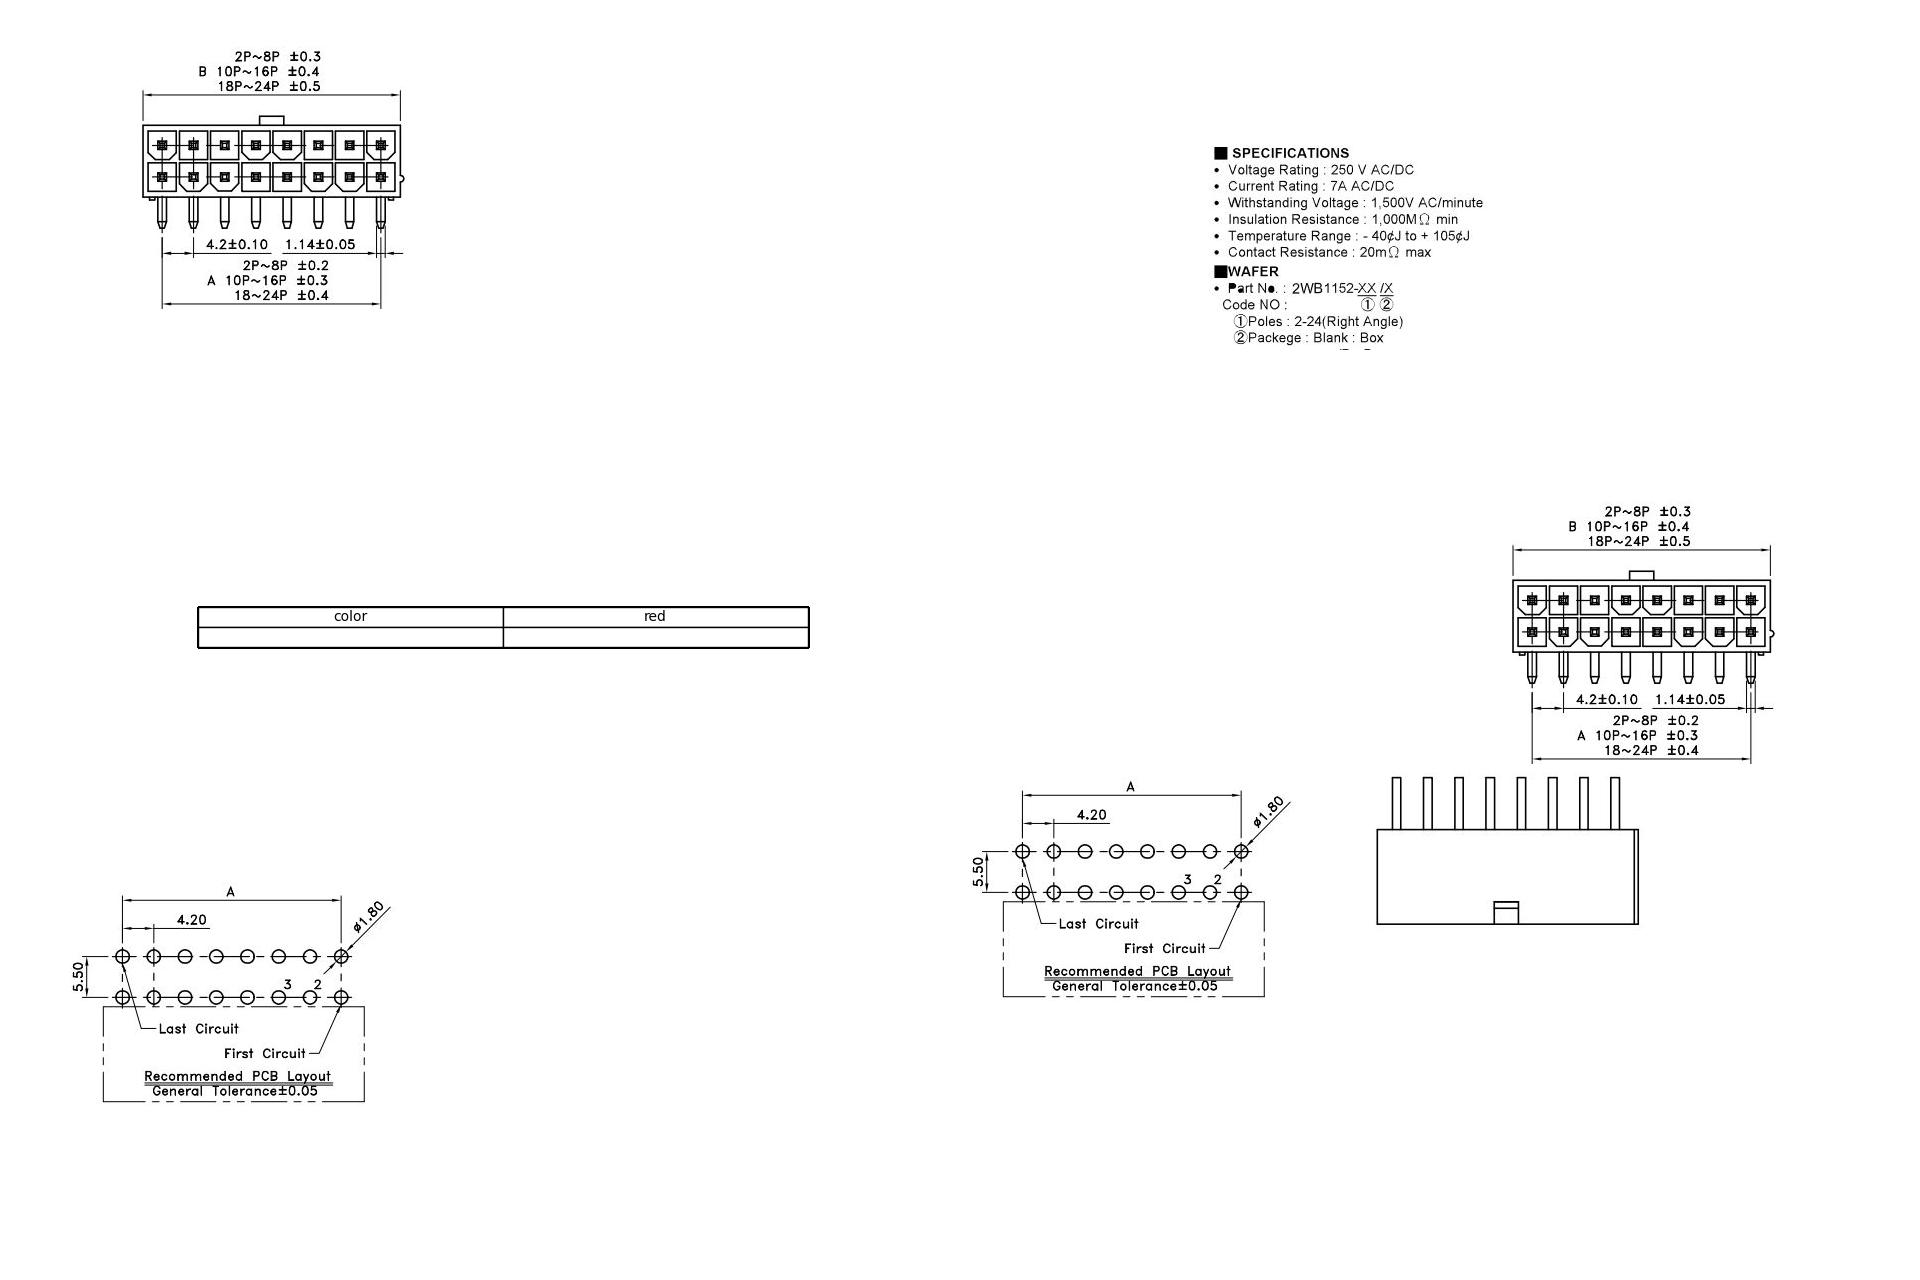 2P~8P ±0.3
B 10P~16P ±0.4
18P~24P ±0.5
4.2±0.10 1.14±0.05
2P~8P ±0.2
A 10P~16P ±0.3
18~24P ±0.4
■ SPECIFICATIONS
• Voltage Rating : 250 V AC/DC
• Current Rating : 7A AC/DC
• Withstanding Voltage : 1,500V AC/minute
• Insulation Resistance : 1,000MΩ min
• Temperature Range : - 40¢J to + 105¢J
• Contact Resistance : 20mΩ max
■WAFER
• Part No. : 2WB1152-XX /X
Code NO : ① ②
①Poles : 2-24(Right Angle)
②Packege : Blank : Box
color red
2P~8P ±0.3
B 10P~16P ±0.4
18P~24P ±0.5
4.2±0.10 1.14±0.05
2P~8P ±0.2
A 10P~16P ±0.3
18~24P ±0.4
A
4.20
ø1.80
5.50
3 2
Last Circuit
First Circuit
Recommended PCB Layout
General Tolerance±0.05
A
4.20
ø1.80
5.50
3 2
Last Circuit
First Circuit
Recommended PCB Layout
General Tolerance±0.05